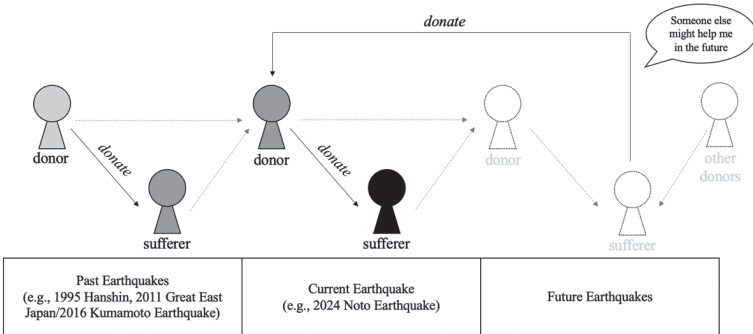 donate
Someone else
might help me
in the future
donor
donate
sufferer
donor
donate
sufferer
donor
sufferer
other
donors
Past Earthquakes
(e.g., 1995 Hanshin, 2011 Great East
Japan/2016 Kumamoto Earthquake)
Current Earthquake
(e.g., 2024 Noto Earthquake)
Future Earthquakes